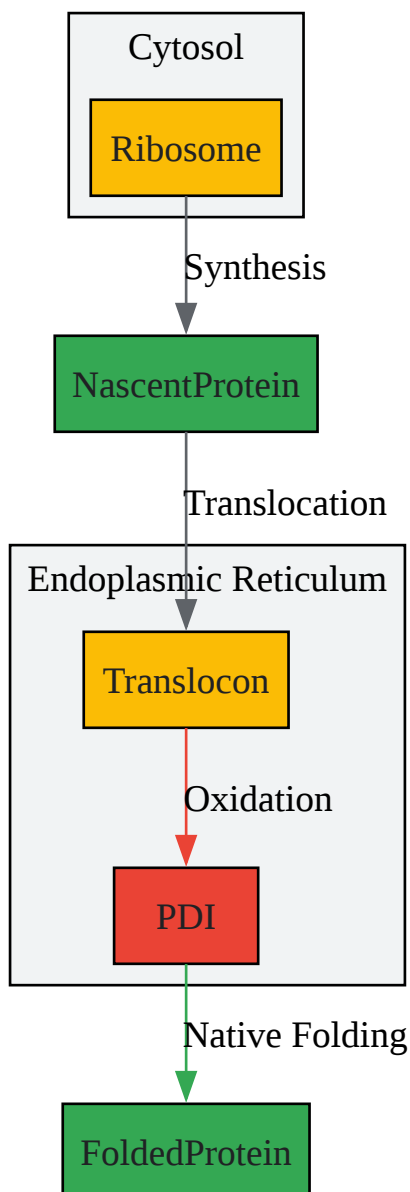 Cytosol
Ribosome
Synthesis
NascentProtein
Translocation
Endoplasmic Reticulum
Translocon
Oxidation
PDI
Native Folding
FoldedProtein